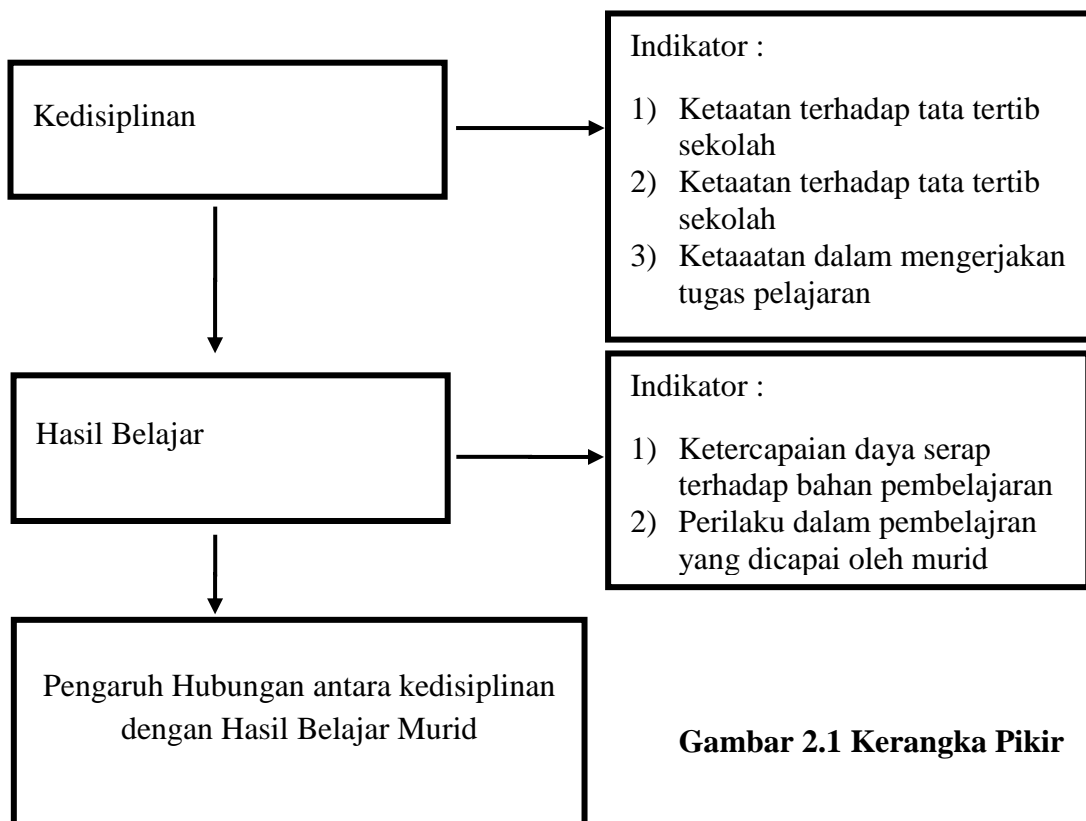 Kedisiplinan
Indikator :
1) Ketaatan terhadap tata tertib
sekolah
2) Ketaatan terhadap tata tertib
sekolah
3) Ketaaatan dalam mengerjakan
tugas pelajaran
Hasil Belajar
Indikator :
1) Ketercapaian daya serap
terhadap bahan pembelajaran
2) Perilaku dalam pembelajran
yang dicapai oleh murid
Pengaruh Hubungan antara kedisiplinan
dengan Hasil Belajar Murid
Gambar 2.1 Kerangka Pikir